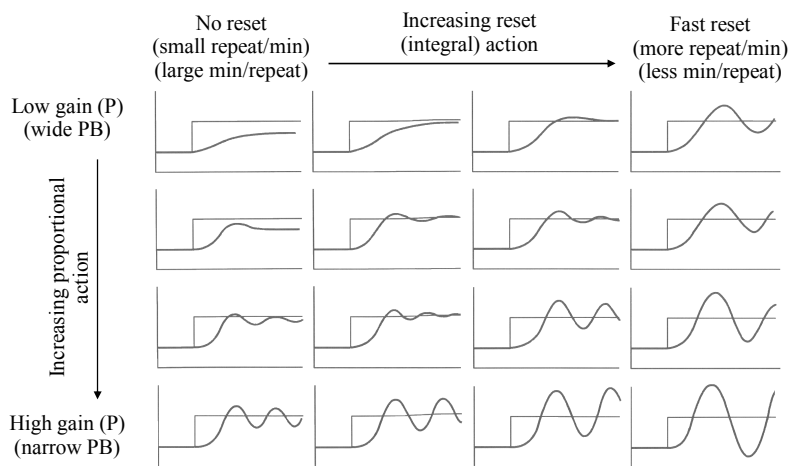 No reset
(small repeat/min)
(large min/repeat)
Increasing reset
(integral) action
Fast reset
(more repeat/min)
(less min/repeat)
Low gain (P)
(wide PB)
Increasing proportional
action
High gain (P)
(narrow PB)